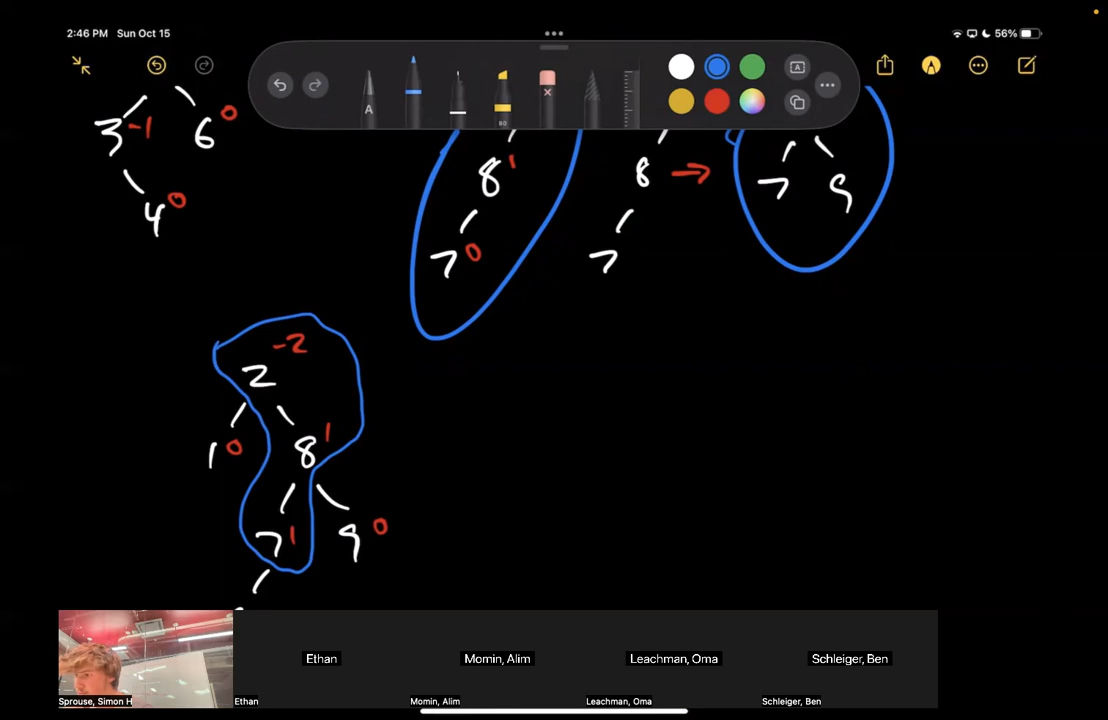 2:46 PM Sun Oct 15
56%
A
80
A
3 -1 6 0
4 0
8 1
7 0
8
7
7 9
-2
2
1 0 8 1
7 1 9 0
Ethan
Momin, Alim
Leachman, Oma
Schleiger, Ben
Sprouse, Simon H
Ethan
Momin, Alim
Leachman, Oma
Schleiger, Ben